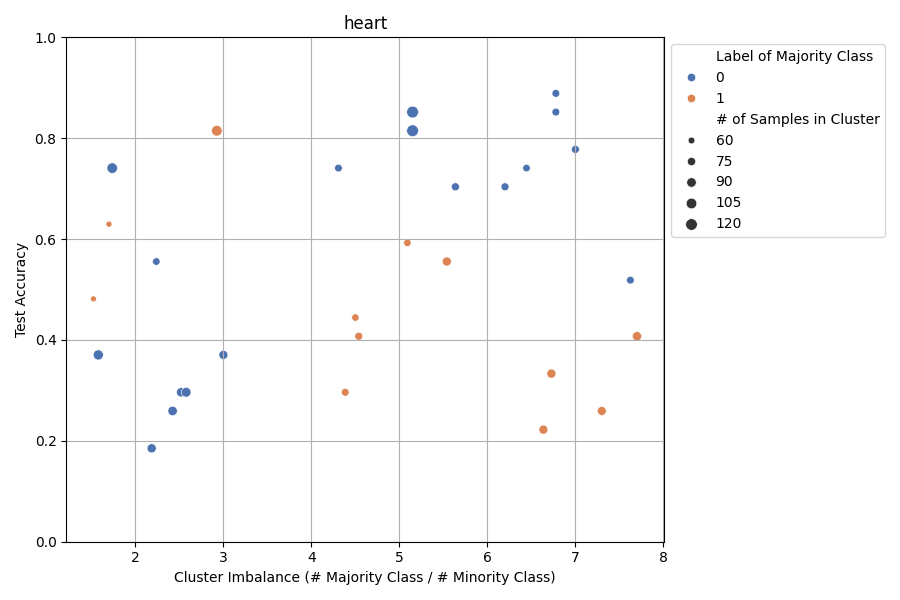 heart
1.0
0.8
0.6
0.4
0.2
0.0
Test Accuracy
2 3 4 5 6 7 8
Cluster Imbalance (# Majority Class / # Minority Class)
Label of Majority Class
0
1
# of Samples in Cluster
60
75
90
105
120